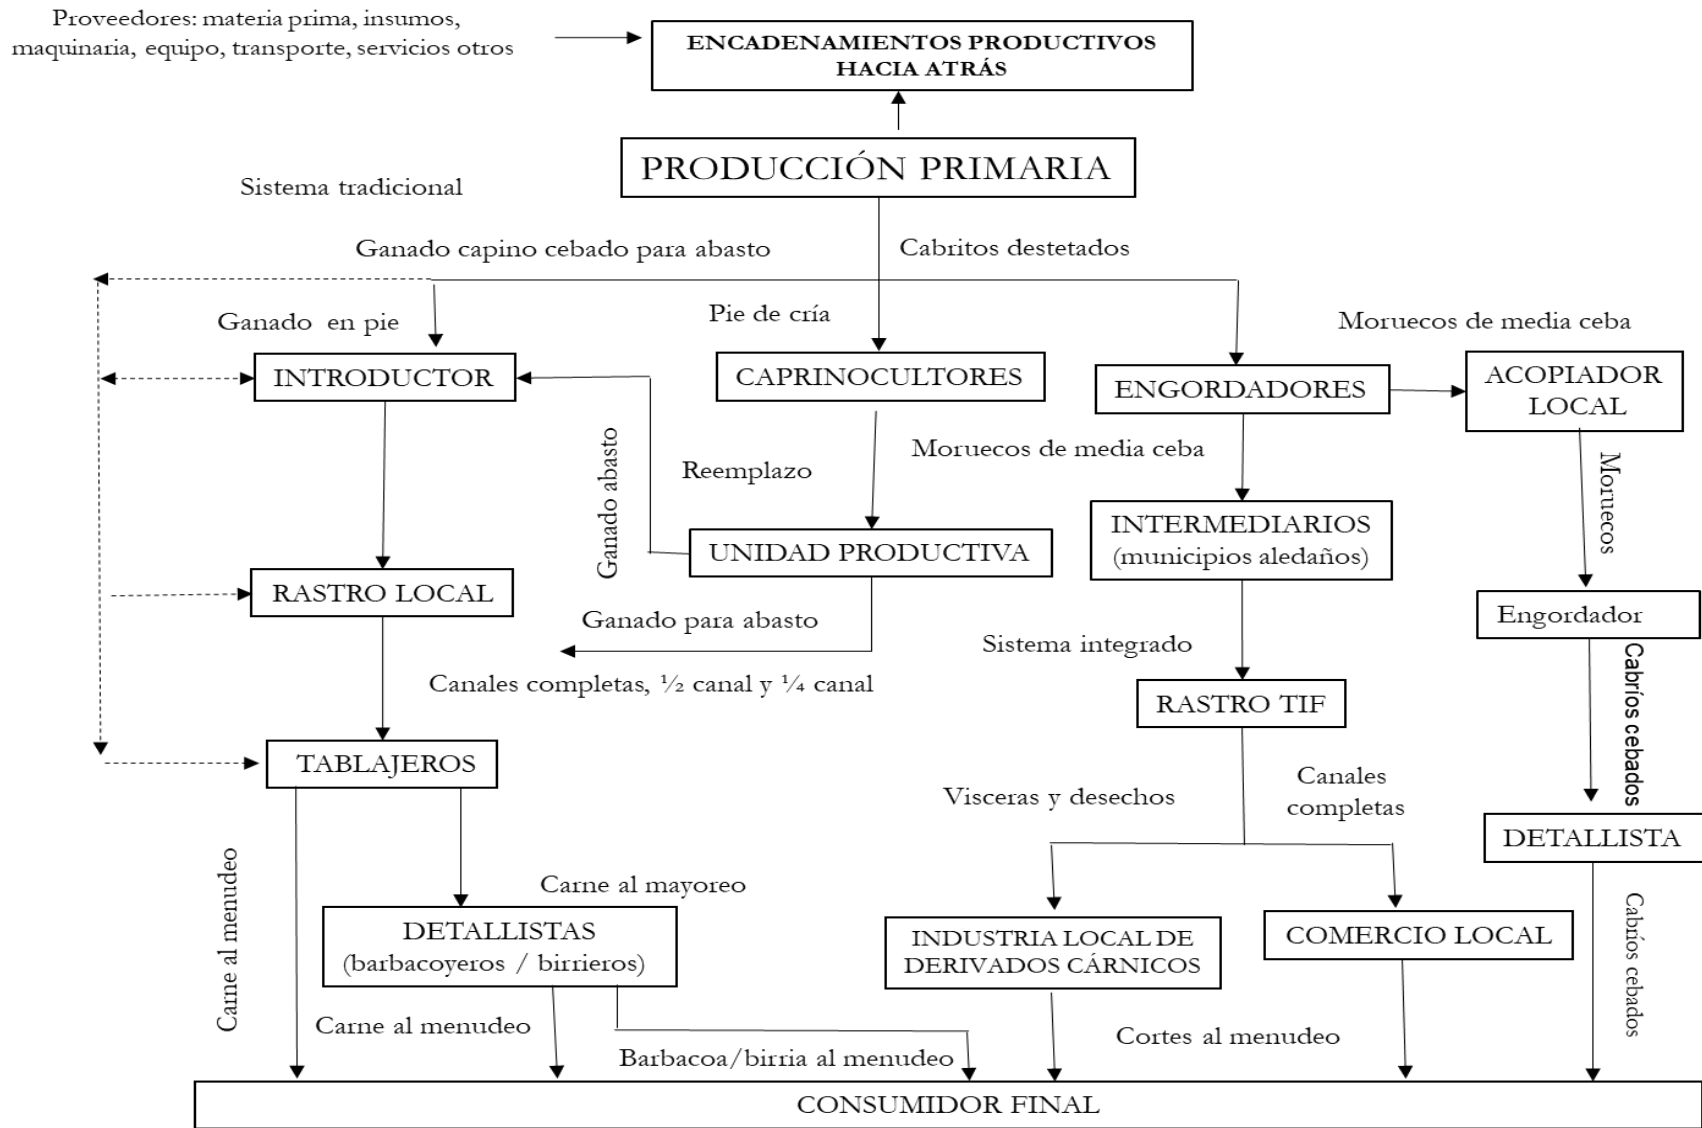 Proveedores: materia prima, insumos,
maquinaria, equipo, transporte, servicios otros
ENCADENAMIENTOS PRODUCTIVOS
HACIA ATRÁS
PRODUCCIÓN PRIMARIA
Sistema tradicional
Ganado capino cebado para abasto
Cabritos destetados
Ganado en pie
Pie de cría
Moruecos de media ceba
INTRODUCTOR
CAPRINOCULTORES
ENGORDADORES
ACOPIADOR
LOCAL
Ganado abasto
Reemplazo
Moruecos de media ceba
Moruecos
UNIDAD PRODUCTIVA
INTERMEDIARIOS
(municipios aledaños)
RASTRO LOCAL
Engordador
Ganado para abasto
Sistema integrado
Canales completas, ½ canal y ¼ canal
RASTRO TIF
Cabríos cebados
TABLAJEROS
Visceras y desechos
Canales
completas
DETALLISTA
Carne al menudeo
Carne al mayoreo
DETALLISTAS
(barbacoyeros / birrieros)
INDUSTRIA LOCAL DE
DERIVADOS CÁRNICOS
COMERCIO LOCAL
Cabríos cebados
Carne al menudeo
Barbacoa/birria al menudeo
Cortes al menudeo
CONSUMIDOR FINAL